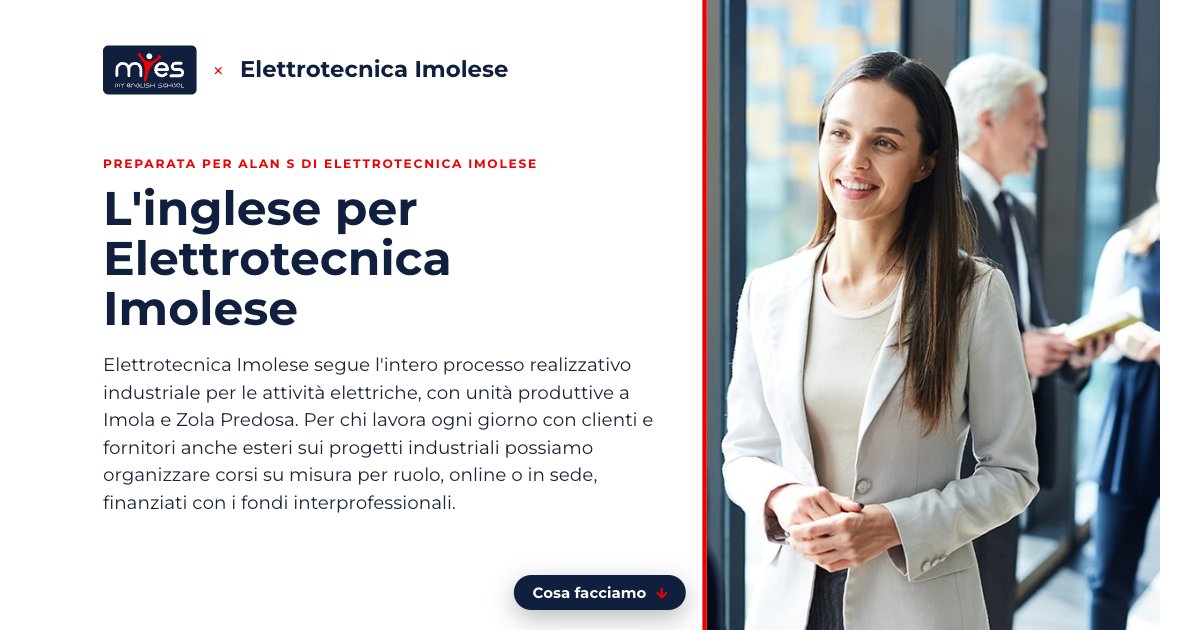 myes
MY ENGLISH SCHOOL
× Elettrotecnica Imolese
PREPARATA PER ALAN S DI ELETTROTECNICA IMOLESE
L'inglese per
Elettrotecnica
Imolese
Elettrotecnica Imolese segue l'intero processo realizzativo
industriale per le attività elettriche, con unità produttive a
Imola e Zola Predosa. Per chi lavora ogni giorno con clienti e
fornitori anche esteri sui progetti industriali possiamo
organizzare corsi su misura per ruolo, online o in sede,
finanziati con i fondi interprofessionali.
Cosa facciamo ↓